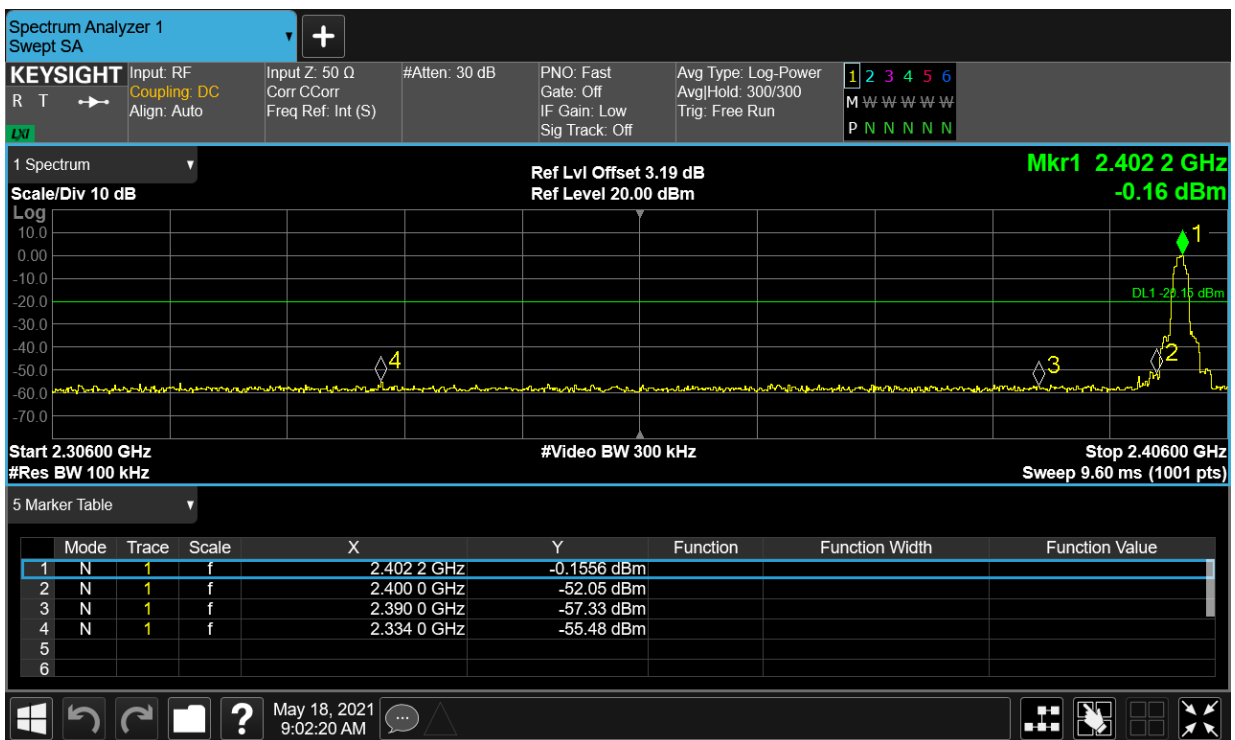 Spectrum Analyzer 1
Swept SA
KEYSIGHT
R T
LXI
Input: RF
Coupling: DC
Align: Auto
Input Z: 50 Ω
Corr CCorr
Freq Ref: Int (S)
#Atten: 30 dB
PNO: Fast
Gate: Off
IF Gain: Low
Sig Track: Off
Avg Type: Log-Power
Avg|Hold: 300/300
Trig: Free Run
1 2 3 4 5 6
M W W W W W
P N N N N N
1 Spectrum
Scale/Div 10 dB
Ref Lvl Offset 3.19 dB
Ref Level 20.00 dBm
Mkr1 2.402 2 GHz
-0.16 dBm
Log
10.0
0.00
-10.0
-20.0
-30.0
-40.0
-50.0
-60.0
-70.0
1
DL1 -20.16 dBm
2
3
4
Start 2.30600 GHz
#Res BW 100 kHz
#Video BW 300 kHz
Stop 2.40600 GHz
Sweep 9.60 ms (1001 pts)
5 Marker Table
Mode Trace Scale X Y Function Function Width Function Value
1 N 1 f 2.402 2 GHz -0.1556 dBm
2 N 1 f 2.400 0 GHz -52.05 dBm
3 N 1 f 2.390 0 GHz -57.33 dBm
4 N 1 f 2.334 0 GHz -55.48 dBm
5
6
?
May 18, 2021
9:02:20 AM